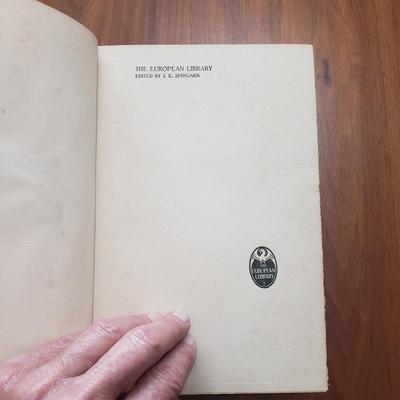 THE EUROPEAN LIBRARY
EDITED BY J. E. SPINGARN
THE
EUROPEAN
LIBRARY